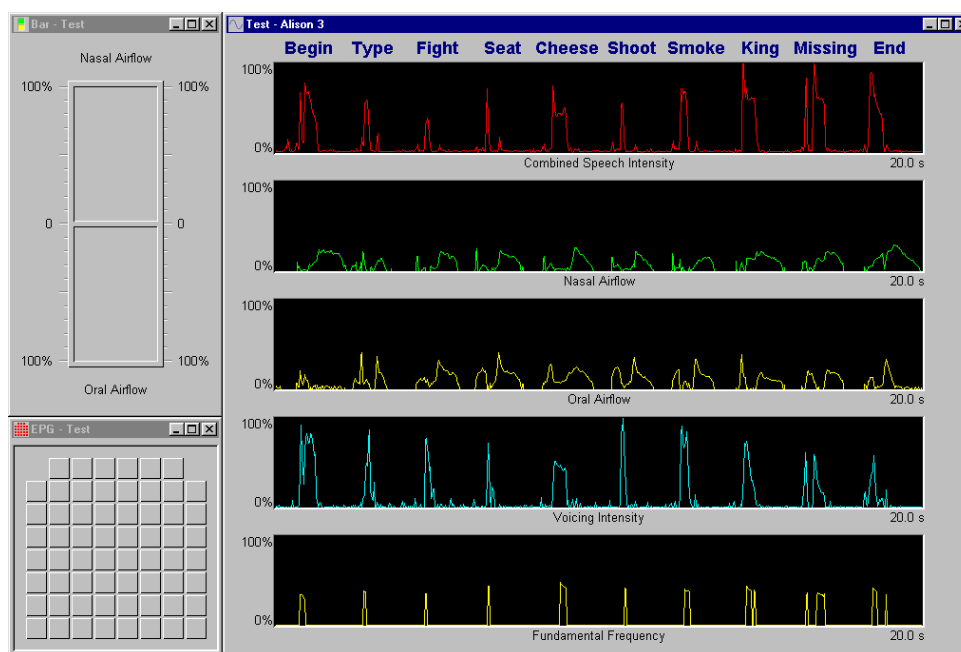 Bar - Test
Nasal Airflow
100% 100%
0 0
100% 100%
Oral Airflow
EPG - Test
Test - Alison 3
Begin Type Fight Seat Cheese Shoot Smoke King Missing End
100%
0%
Combined Speech Intensity 20.0 s
100%
0%
Nasal Airflow 20.0 s
100%
0%
Oral Airflow 20.0 s
100%
0%
Voicing Intensity 20.0 s
100%
0%
Fundamental Frequency 20.0 s